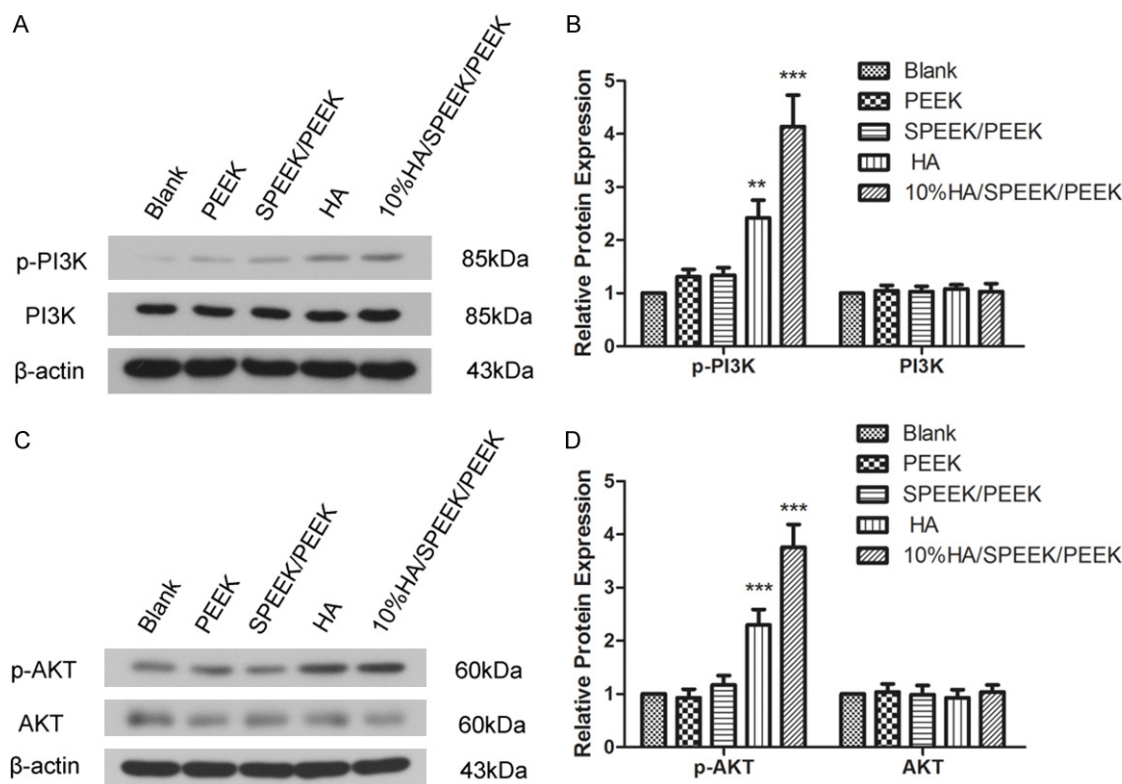 A
Blank
PEEK
SPEEK/PEEK
HA
10%HA/SPEEK/PEEK
p-PI3K
85kDa
PI3K
85kDa
β-actin
43kDa
B
Blank
PEEK
SPEEK/PEEK
HA
10%HA/SPEEK/PEEK
Relative Protein Expression
5
4
3
2
1
0
**
***
p-PI3K
PI3K
C
Blank
PEEK
SPEEK/PEEK
HA
10%HA/SPEEK/PEEK
p-AKT
60kDa
AKT
60kDa
β-actin
43kDa
D
Blank
PEEK
SPEEK/PEEK
HA
10%HA/SPEEK/PEEK
Relative Protein Expression
5
4
3
2
1
0
***
***
p-AKT
AKT